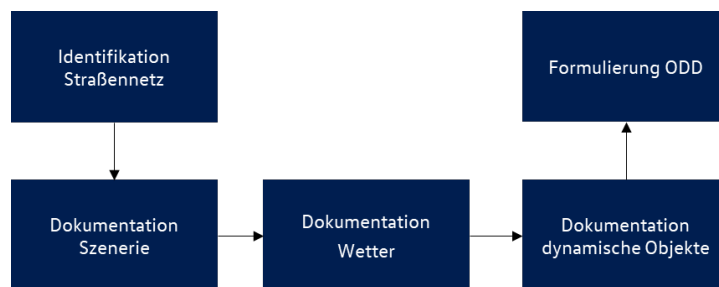 Identifikation
Straßennetz
Formulierung ODD
Dokumentation
Szenerie
Dokumentation
Wetter
Dokumentation
dynamische Objekte